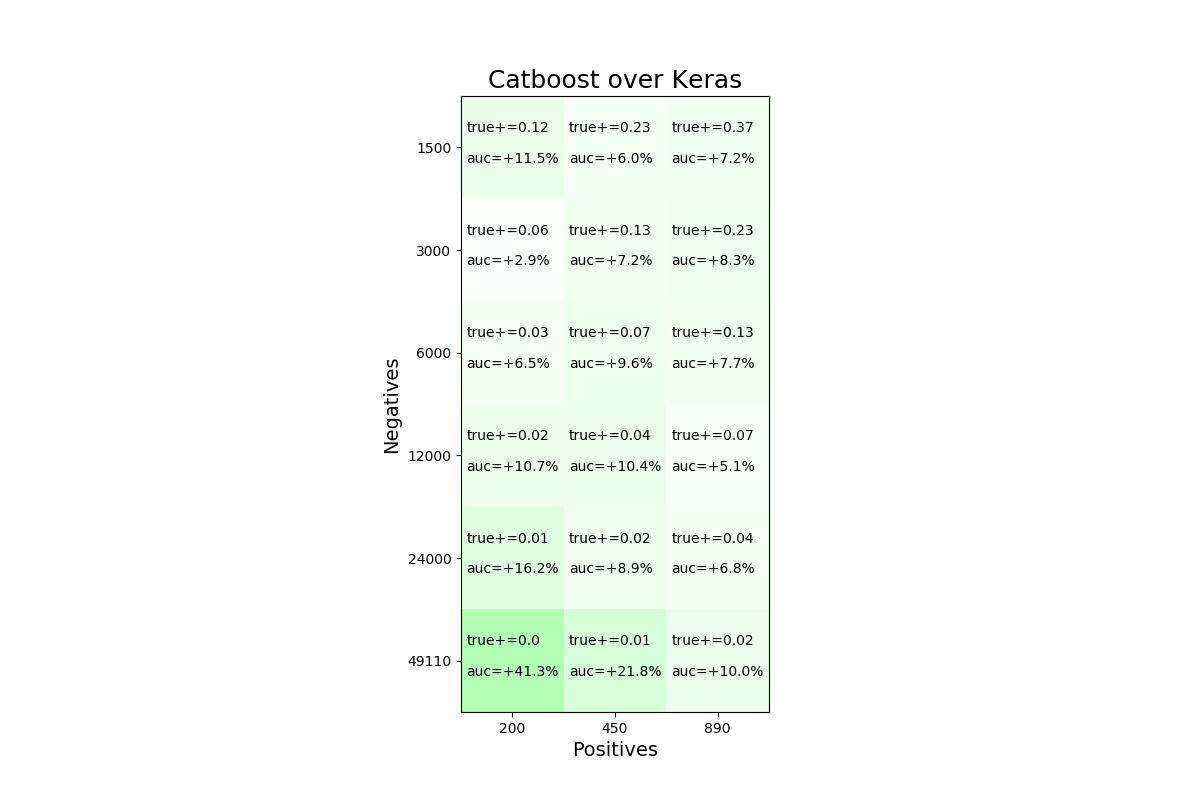 Catboost over Keras
true+=0.12 true+=0.23 true+=0.37
1500
auc=+11.5% auc=+6.0% auc=+7.2%
true+=0.06 true+=0.13 true+=0.23
3000
auc=+2.9% auc=+7.2% auc=+8.3%
true+=0.03 true+=0.07 true+=0.13
6000
auc=+6.5% auc=+9.6% auc=+7.7%
Negatives
true+=0.02 true+=0.04 true+=0.07
12000
auc=+10.7% auc=+10.4% auc=+5.1%
true+=0.01 true+=0.02 true+=0.04
24000
auc=+16.2% auc=+8.9% auc=+6.8%
true+=0.0 true+=0.01 true+=0.02
49110
auc=+41.3% auc=+21.8% auc=+10.0%
200 450 890
Positives